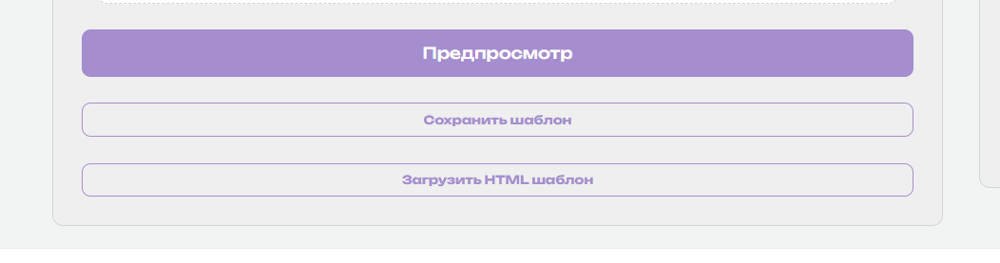 Предпросмотр
Сохранить шаблон
Загрузить HTML шаблон